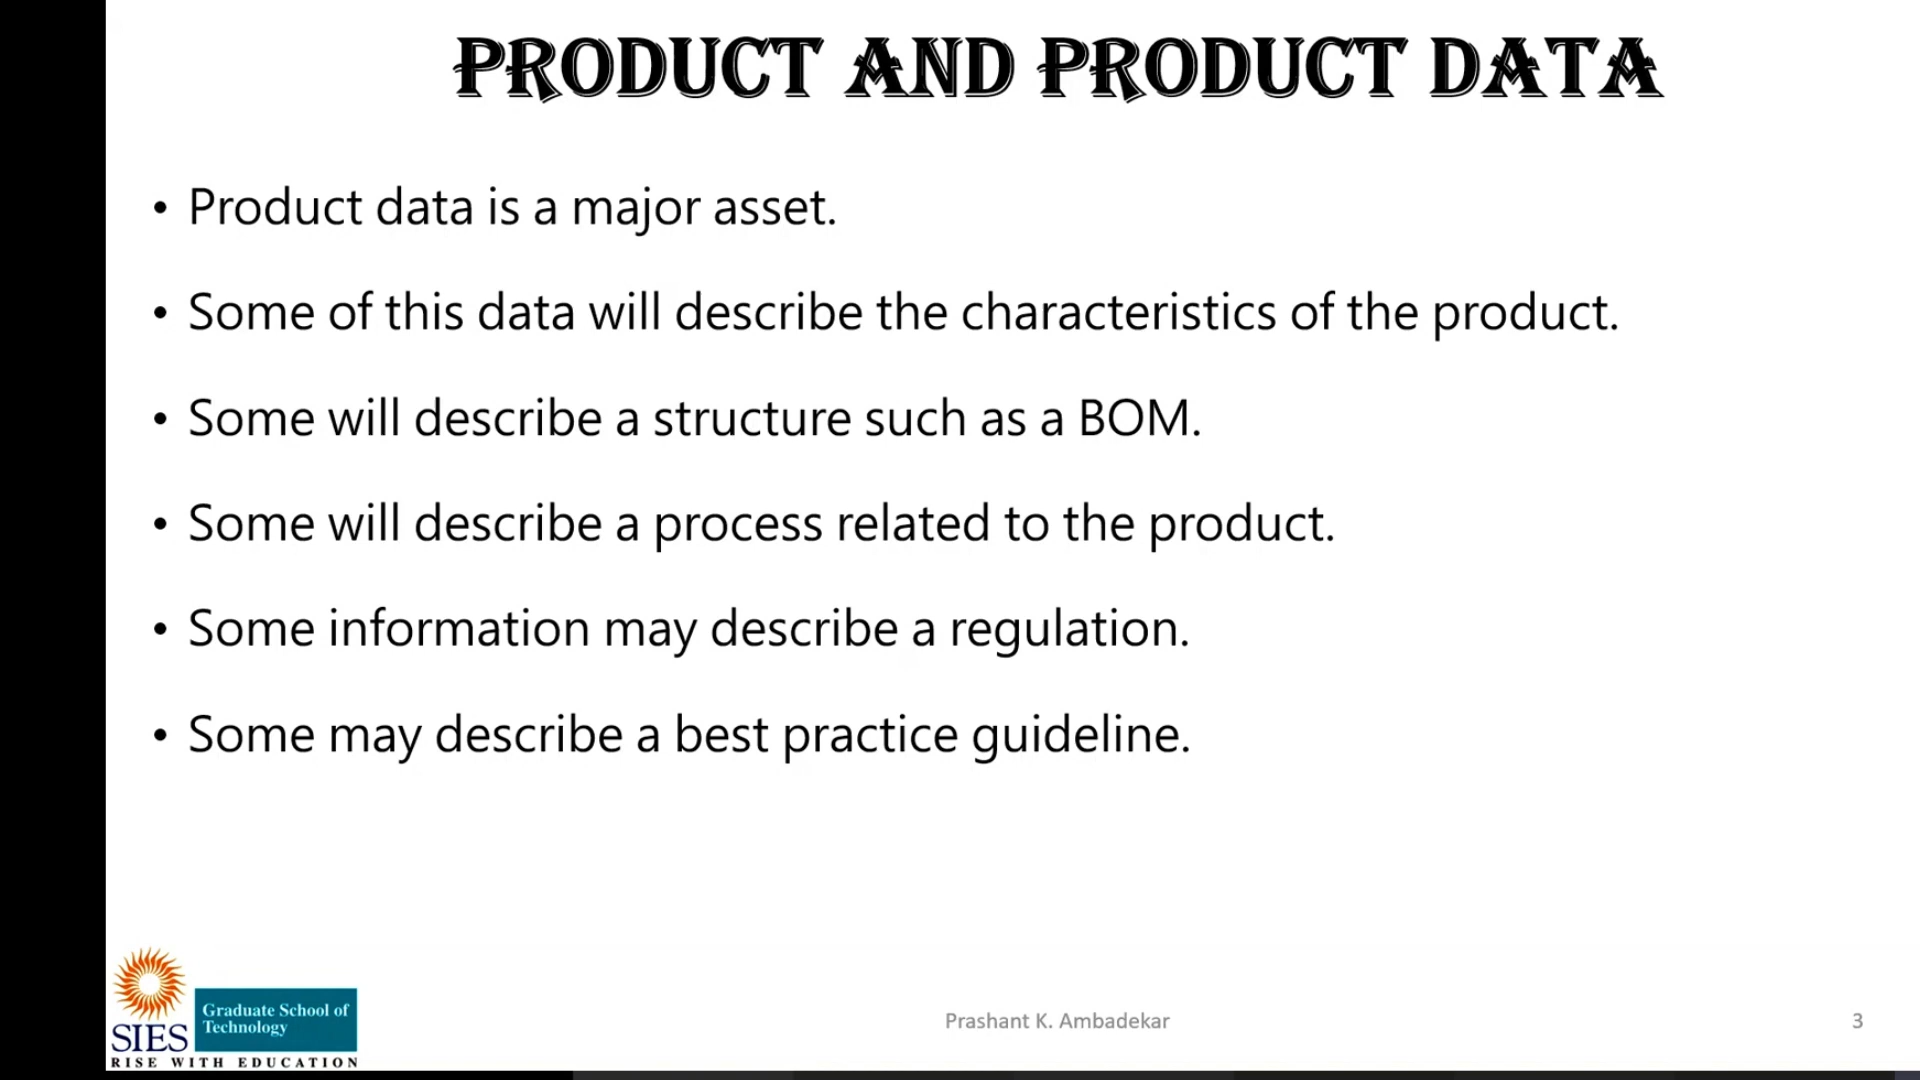 PRODUCT AND PRODUCT DATA
• Product data is a major asset.
• Some of this data will describe the characteristics of the product.
• Some will describe a structure such as a BOM.
• Some will describe a process related to the product.
• Some information may describe a regulation.
• Some may describe a best practice guideline.
Graduate School of
Technology
SIES
RISE WITH EDUCATION
Prashant K. Ambadekar
3